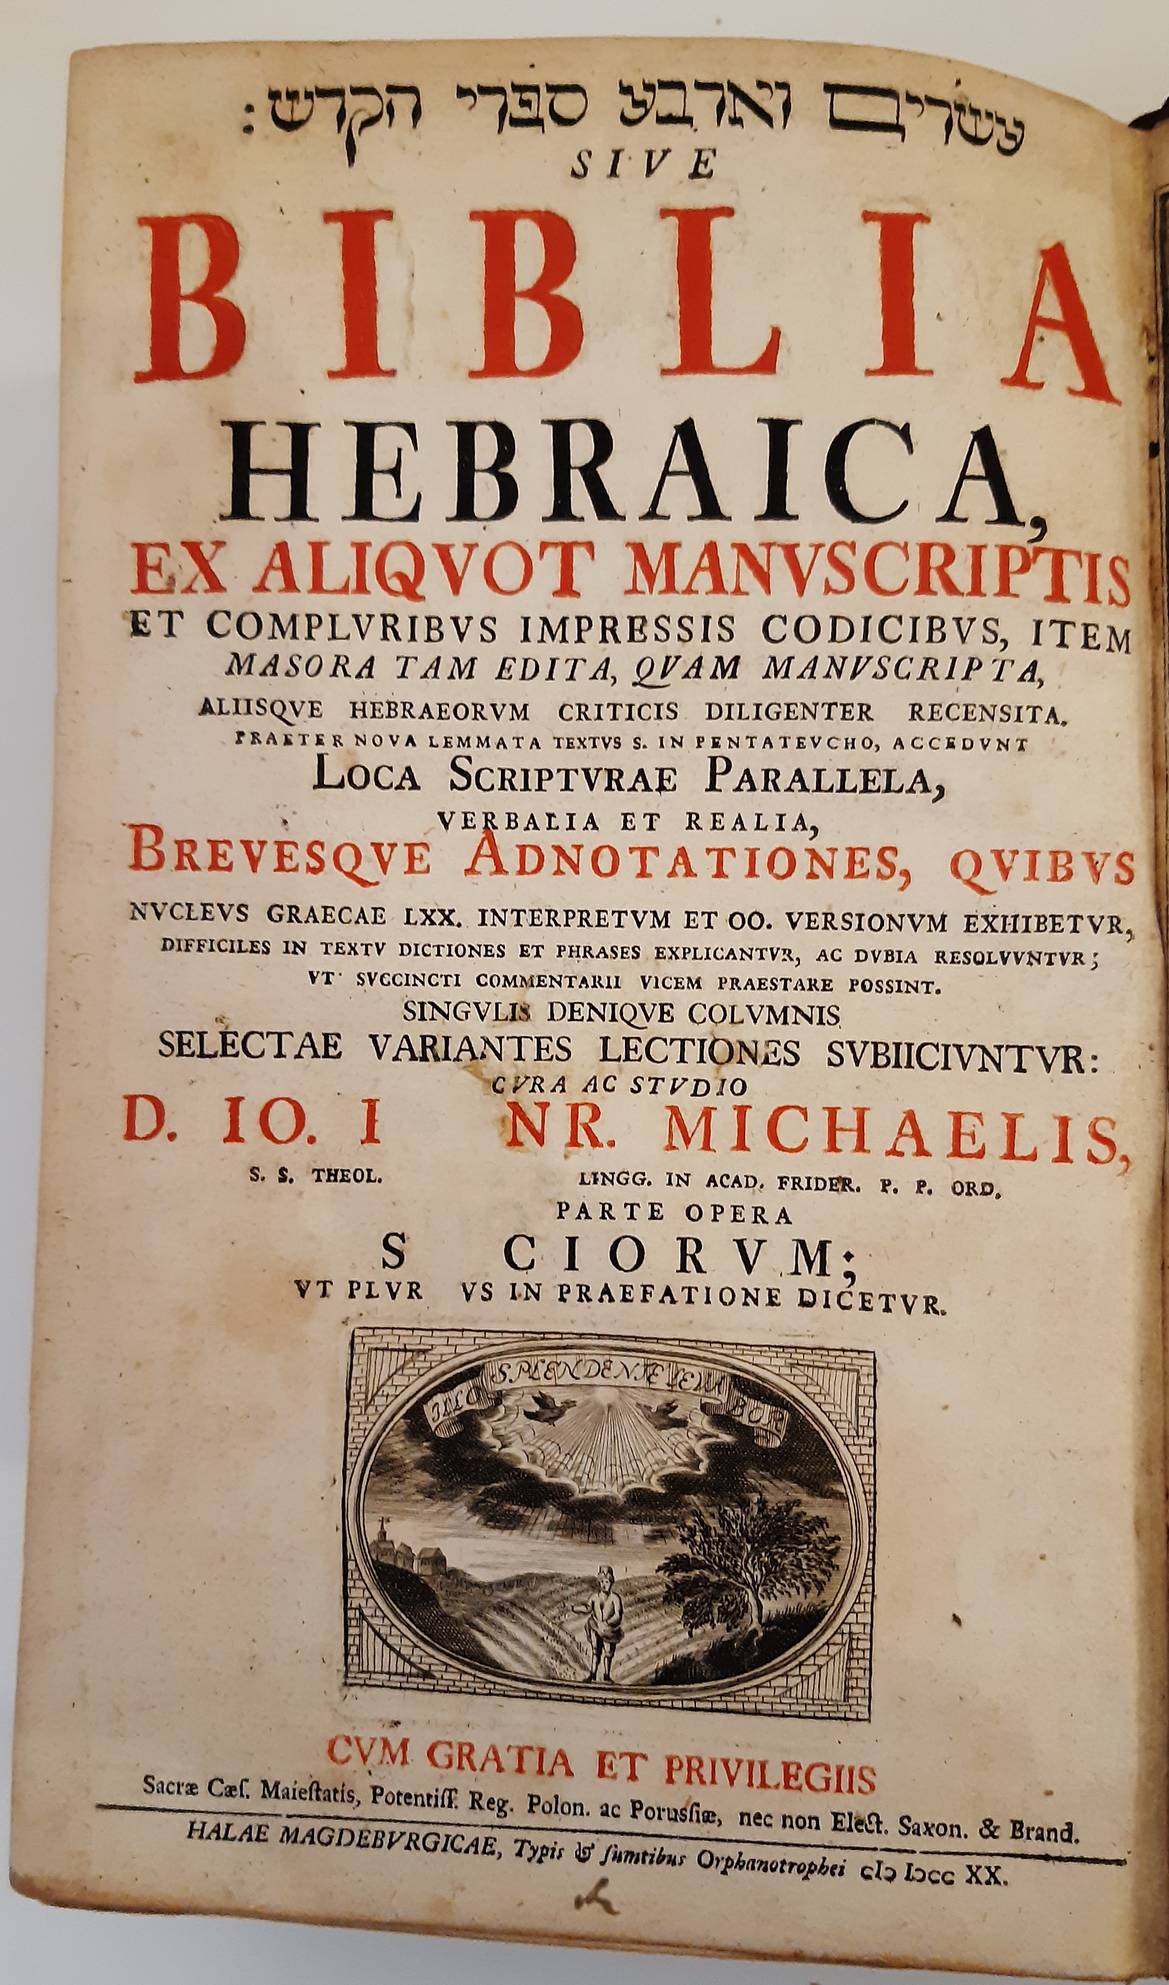 עשרים וארבע ספרי הקדש:
SIVE
BIBLIA
HEBRAICA,
EX ALIQVOT MANVSCRIPTIS
ET COMPLVRIBVS IMPRESSIS CODICIBVS, ITEM
MASORA TAM EDITA, QVAM MANVSCRIPTA,
ALIISQVE HEBRAEORVM CRITICIS DILIGENTER RECENSITA.
PRAETER NOVA LEMMATA TEXTVS S. IN PENTATEVCHO, ACCEDVNT
LOCA SCRIPTVRAE PARALLELA,
VERBALIA ET REALIA,
BREVESQVE ADNOTATIONES, QVIBVS
NVCLEVS GRAECAE LXX. INTERPRETVM ET OO. VERSIONVM EXHIBETVR,
DIFFICILES IN TEXTV DICTIONES ET PHRASES EXPLICANTVR, AC DVBIA RESOLVVNTVR;
VT SVCCINCTI COMMENTARII VICEM PRAESTARE POSSINT.
SINGVLIS DENIQVE COLVMNIS
SELECTAE VARIANTES LECTIONES SVBIICIVNTVR:
CVRA AC STVDIO
D. IO. I NR. MICHAELIS,
S. S. THEOL. LINGG. IN ACAD. FRIDER. P. P. ORD.
PARTE OPERA
S CIORVM;
VT PLVR VS IN PRAEFATIONE DICETVR.
ILLO SPLENDENTE LEVABOR
CVM GRATIA ET PRIVILEGIIS
Sacræ Cæſ. Maieſtatis, Potentiſſ. Reg. Polon. ac Porusſiæ, nec non Elect. Saxon. & Brand.
HALAE MAGDEBVRGICAE, Typis & ſumtibus Orphanotrophei cIↄ Iↄcc XX.